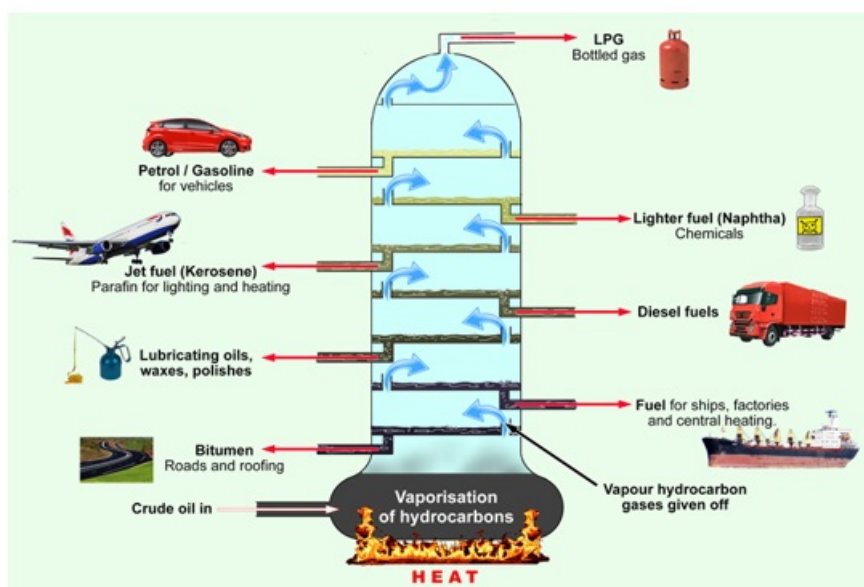 LPG
Bottled gas
Petrol / Gasoline
for vehicles
Lighter fuel (Naphtha)
Chemicals
Jet fuel (Kerosene)
Parafin for lighting and heating
Diesel fuels
Lubricating oils,
waxes, polishes
Fuel for ships, factories
and central heating.
Bitumen
Roads and roofing
Vapour hydrocarbon
gases given off
Crude oil in
Vaporisation
of hydrocarbons
HEAT